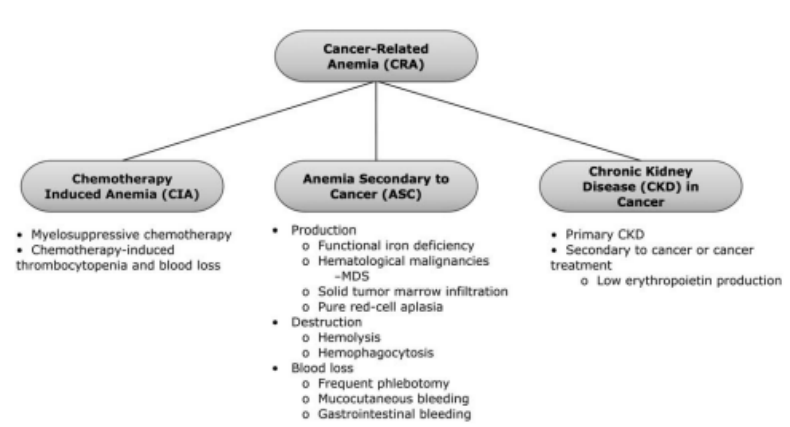 Cancer-Related
Anemia (CRA)
Chemotherapy
Induced Anemia (CIA)
• Myelosuppressive chemotherapy
• Chemotherapy-induced
thrombocytopenia and blood loss
Anemia Secondary to
Cancer (ASC)
• Production
o Functional iron deficiency
o Hematological malignancies
–MDS
o Solid tumor marrow infiltration
o Pure red-cell aplasia
• Destruction
o Hemolysis
o Hemophagocytosis
• Blood loss
o Frequent phlebotomy
o Mucocutaneous bleeding
o Gastrointestinal bleeding
Chronic Kidney
Disease (CKD) in
Cancer
• Primary CKD
• Secondary to cancer or cancer
treatment
o Low erythropoietin production